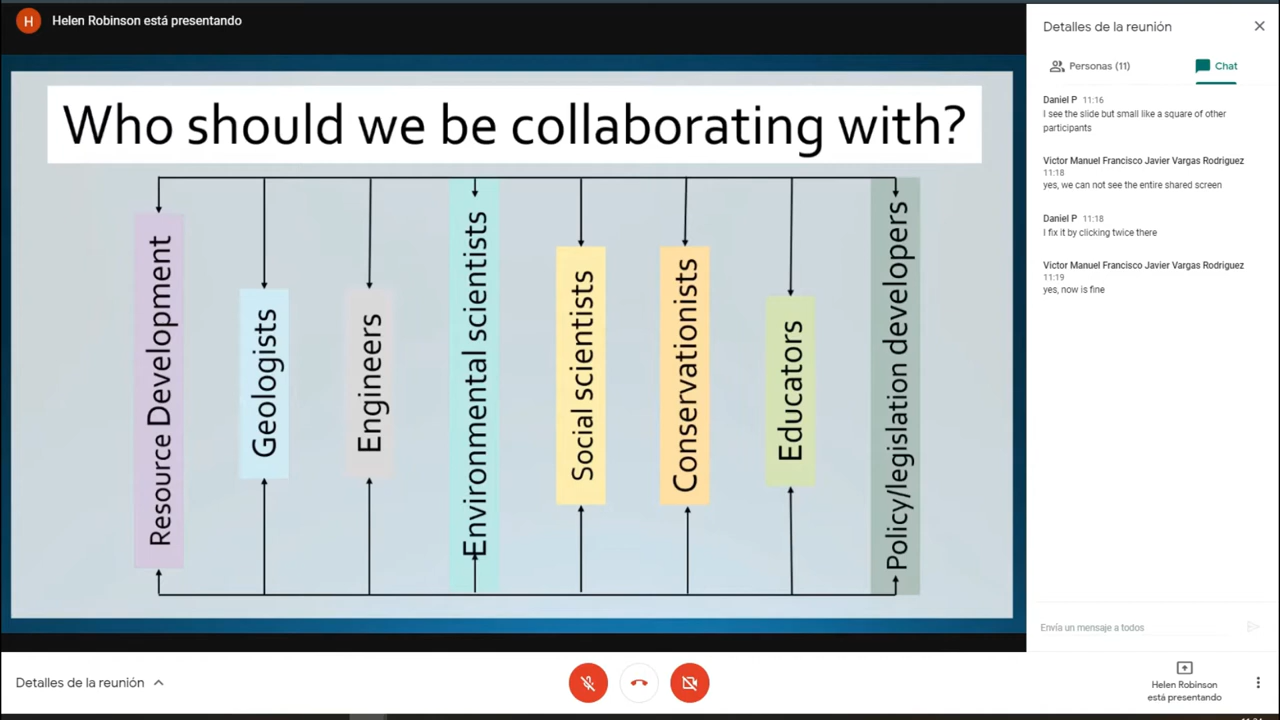 H
Helen Robinson está presentando
Who should we be collaborating with?
Resource Development
Geologists
Engineers
Environmental scientists
Social scientists
Conservationists
Educators
Policy/legislation developers
Detalles de la reunión
Personas (11)
Chat
Daniel P 11:16
I see the slide but small like a square of other
participants
Victor Manuel Francisco Javier Vargas Rodriguez
11:18
yes, we can not see the entire shared screen
Daniel P 11:18
I fix it by clicking twice there
Victor Manuel Francisco Javier Vargas Rodriguez
11:19
yes, now is fine
Envía un mensaje a todos
Detalles de la reunión
Helen Robinson
está presentando